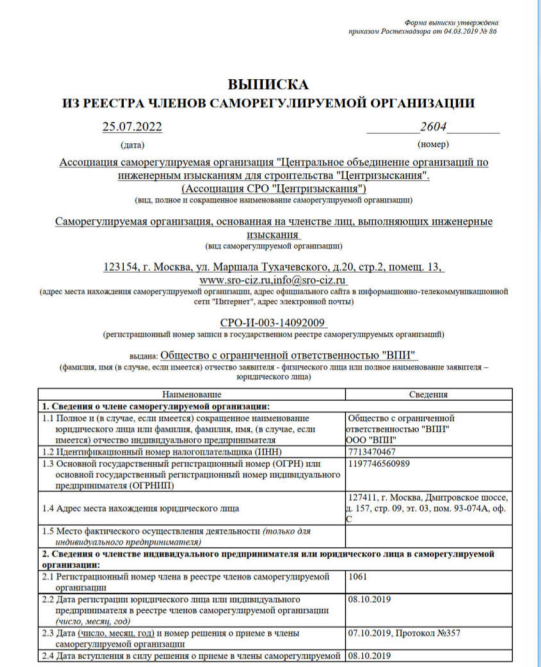 Форма выписки утверждена
приказом Ростехнадзора от 04.03.2019 № 86
ВЫПИСКА
ИЗ РЕЕСТРА ЧЛЕНОВ САМОРЕГУЛИРУЕМОЙ ОРГАНИЗАЦИИ
25.07.2022 2604
(дата) (номер)
Ассоциация саморегулируемая организация "Центральное объединение организаций по
инженерным изысканиям для строительства "Центризыскания".
(Ассоциация СРО "Центризыскания")
(вид, полное и сокращенное наименование саморегулируемой организации)
Саморегулируемая организация, основанная на членстве лиц, выполняющих инженерные
изыскания
(вид саморегулируемой организации)
123154, г. Москва, ул. Маршала Тухачевского, д.20, стр.2, помещ. 13,
www.sro-ciz.ru,info@sro-ciz.ru
(адрес места нахождения саморегулируемой организации, адрес официального сайта в информационно-телекоммуникационной
сети "Интернет", адрес электронной почты)
СРО-И-003-14092009
(регистрационный номер записи в государственном реестре саморегулируемых организаций)
выдана: Общество с ограниченной ответственностью "ВПИ"
(фамилия, имя (в случае, если имеется) отчество заявителя - физического лица или полное наименование заявителя –
юридического лица)
Наименование Сведения
1. Сведения о члене саморегулируемой организации:
1.1 Полное и (в случае, если имеется) сокращенное наименование
юридического лица или фамилия, фамилия, имя, (в случае, если
имеется) отчество индивидуального предпринимателя
Общество с ограниченной
ответственностью "ВПИ"
ООО "ВПИ"
1.2 Идентификационный номер налогоплательщика (ИНН) 7713470467
1.3 Основной государственный регистрационный номер (ОГРН) или
основной государственный регистрационный номер индивидуального
предпринимателя (ОГРНИП)
1197746560989
1.4 Адрес места нахождения юридического лица
127411, г. Москва, Дмитровское шоссе,
д. 157, стр. 09, эт. 03, пом. 93-074А, оф.
С
1.5 Место фактического осуществления деятельности (только для
индивидуального предпринимателя)
2. Сведения о членстве индивидуального предпринимателя или юридического лица в саморегулируемой
организации:
2.1 Регистрационный номер члена в реестре членов саморегулируемой
организации
1061
2.2 Дата регистрации юридического лица или индивидуального
предпринимателя в реестре членов саморегулируемой организации
(число, месяц, год)
08.10.2019
2.3 Дата (число, месяц, год) и номер решения о приеме в члены
саморегулируемой организации
07.10.2019, Протокол №357
2.4 Дата вступления в силу решения о приеме в члены саморегулируемой 08.10.2019